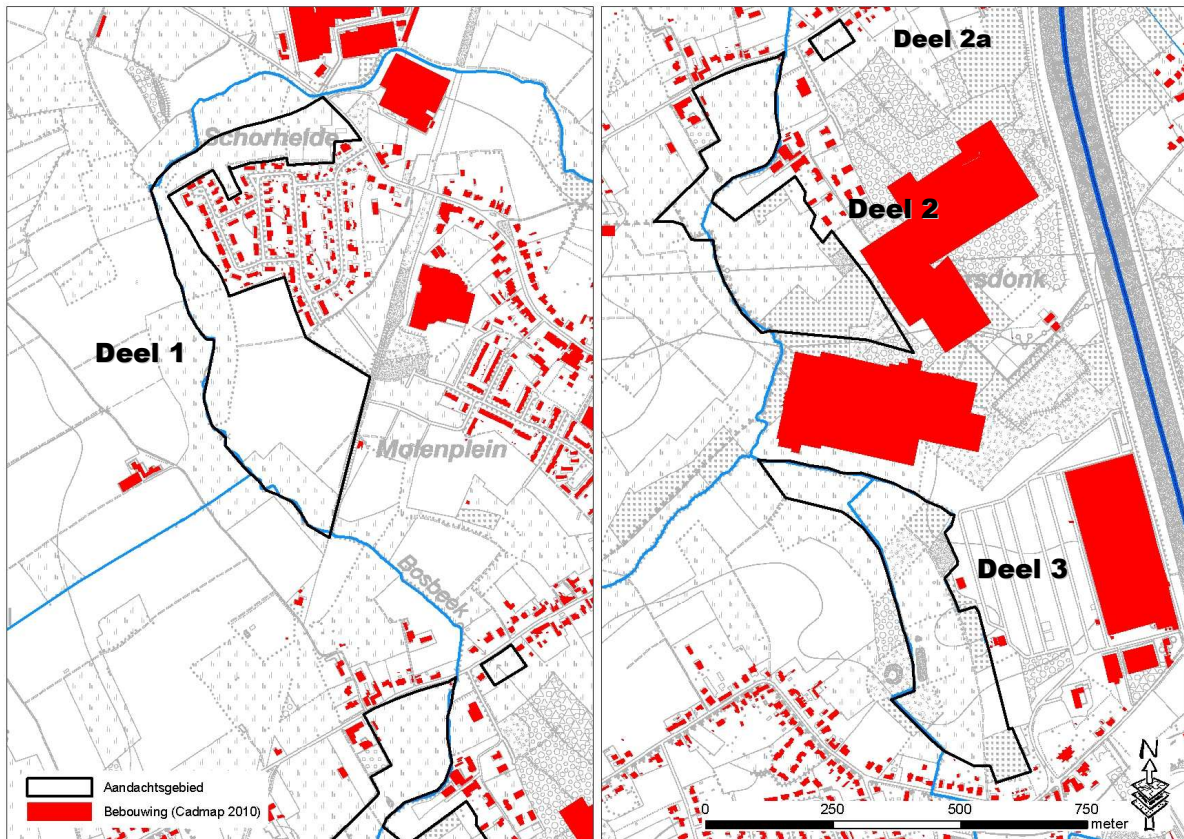 Schorheide
Deel 1
Molenplein
Bosbeek
Aandachtsgebied
Bebouwing (Cadmap 2010)
Deel 2a
Deel 2
Deel 3
N
0 250 500 750
meter